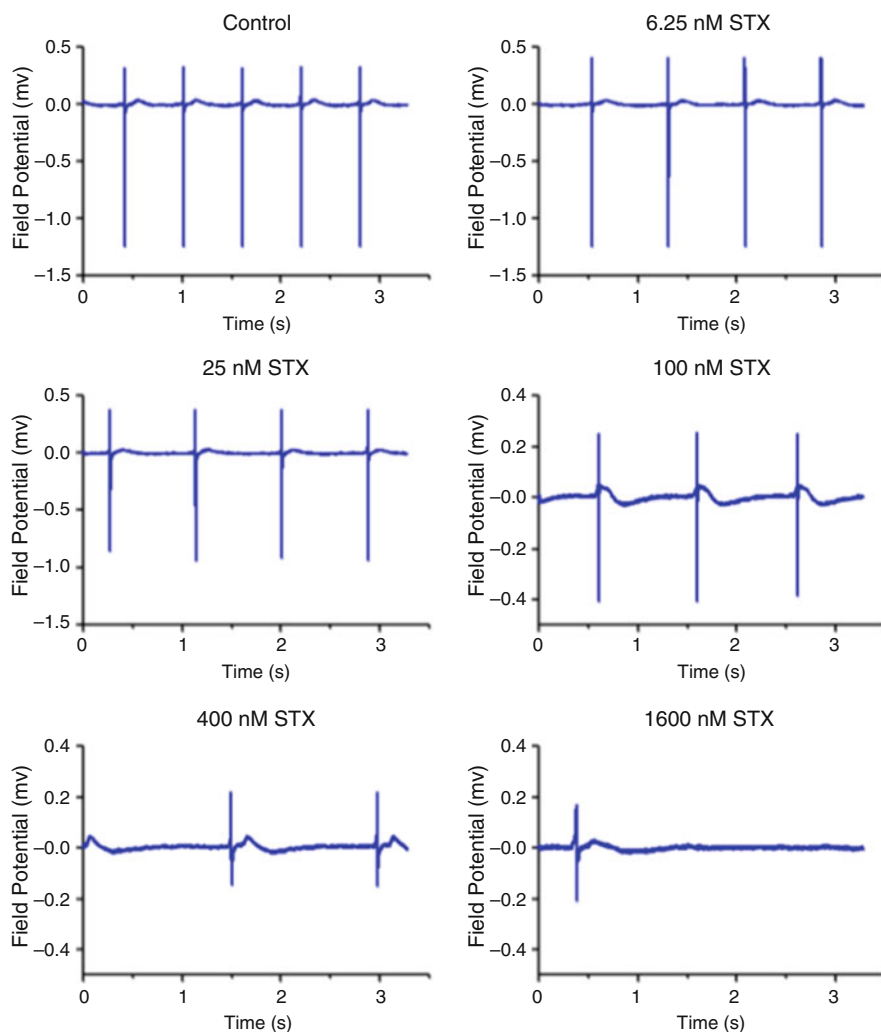 Control
0.5
0.0
–0.5
–1.0
–1.5
Field Potential (mv)
0 1 2 3
Time (s)
6.25 nM STX
0.5
0.0
–0.5
–1.0
–1.5
Field Potential (mv)
0 1 2 3
Time (s)
25 nM STX
0.5
0.0
–0.5
–1.0
–1.5
Field Potential (mv)
0 1 2 3
Time (s)
100 nM STX
0.4
0.2
–0.0
–0.2
–0.4
Field Potential (mv)
0 1 2 3
Time (s)
400 nM STX
0.4
0.2
–0.0
–0.2
–0.4
Field Potential (mv)
0 1 2 3
Time (s)
1600 nM STX
0.4
0.2
–0.0
–0.2
–0.4
Field Potential (mv)
0 1 2 3
Time (s)